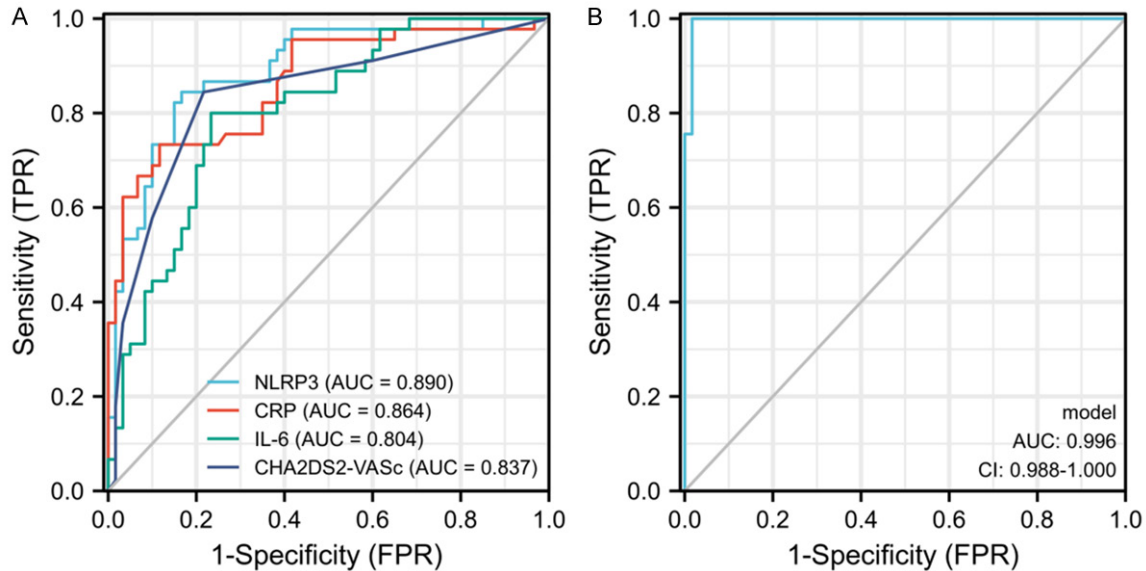 A
Sensitivity (TPR)
1.0
0.8
0.6
0.4
0.2
0.0
NLRP3 (AUC = 0.890)
CRP (AUC = 0.864)
IL-6 (AUC = 0.804)
CHA2DS2-VASc (AUC = 0.837)
0.0 0.2 0.4 0.6 0.8 1.0
1-Specificity (FPR)
B
Sensitivity (TPR)
1.0
0.8
0.6
0.4
0.2
0.0
model
AUC: 0.996
CI: 0.988-1.000
0.0 0.2 0.4 0.6 0.8 1.0
1-Specificity (FPR)